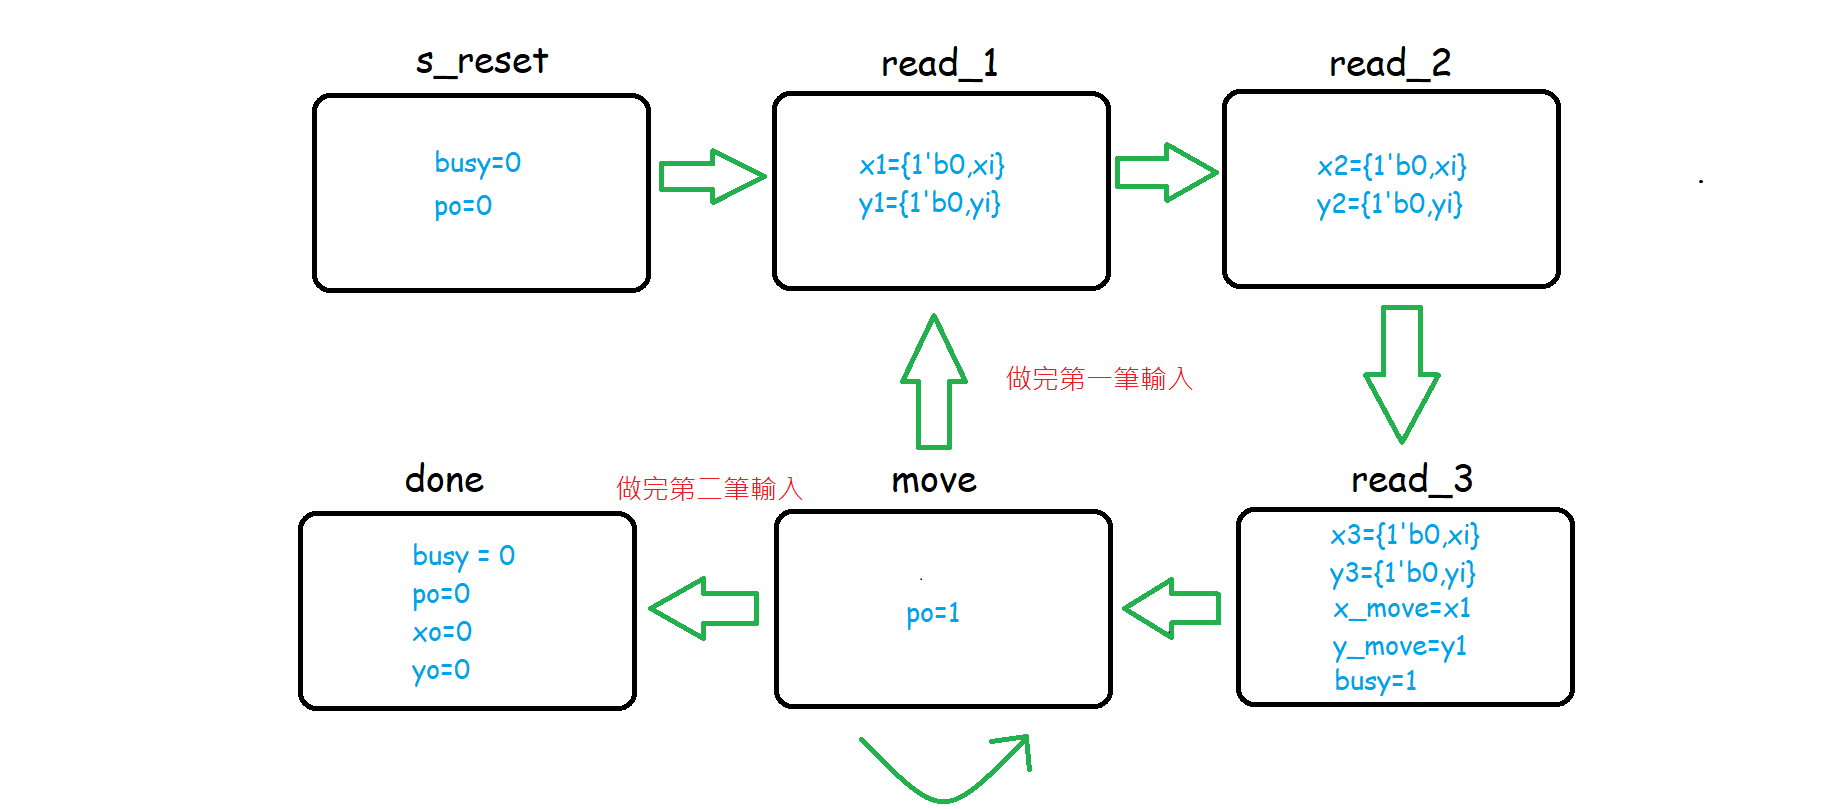 s_reset
busy=0
po=0
read_1
x1={1'b0,xi}
y1={1'b0,yi}
read_2
x2={1'b0,xi}
y2={1'b0,yi}
做完第一筆輸入
done
busy = 0
po=0
xo=0
yo=0
做完第二筆輸入
move
po=1
read_3
x3={1'b0,xi}
y3={1'b0,yi}
x_move=x1
y_move=y1
busy=1